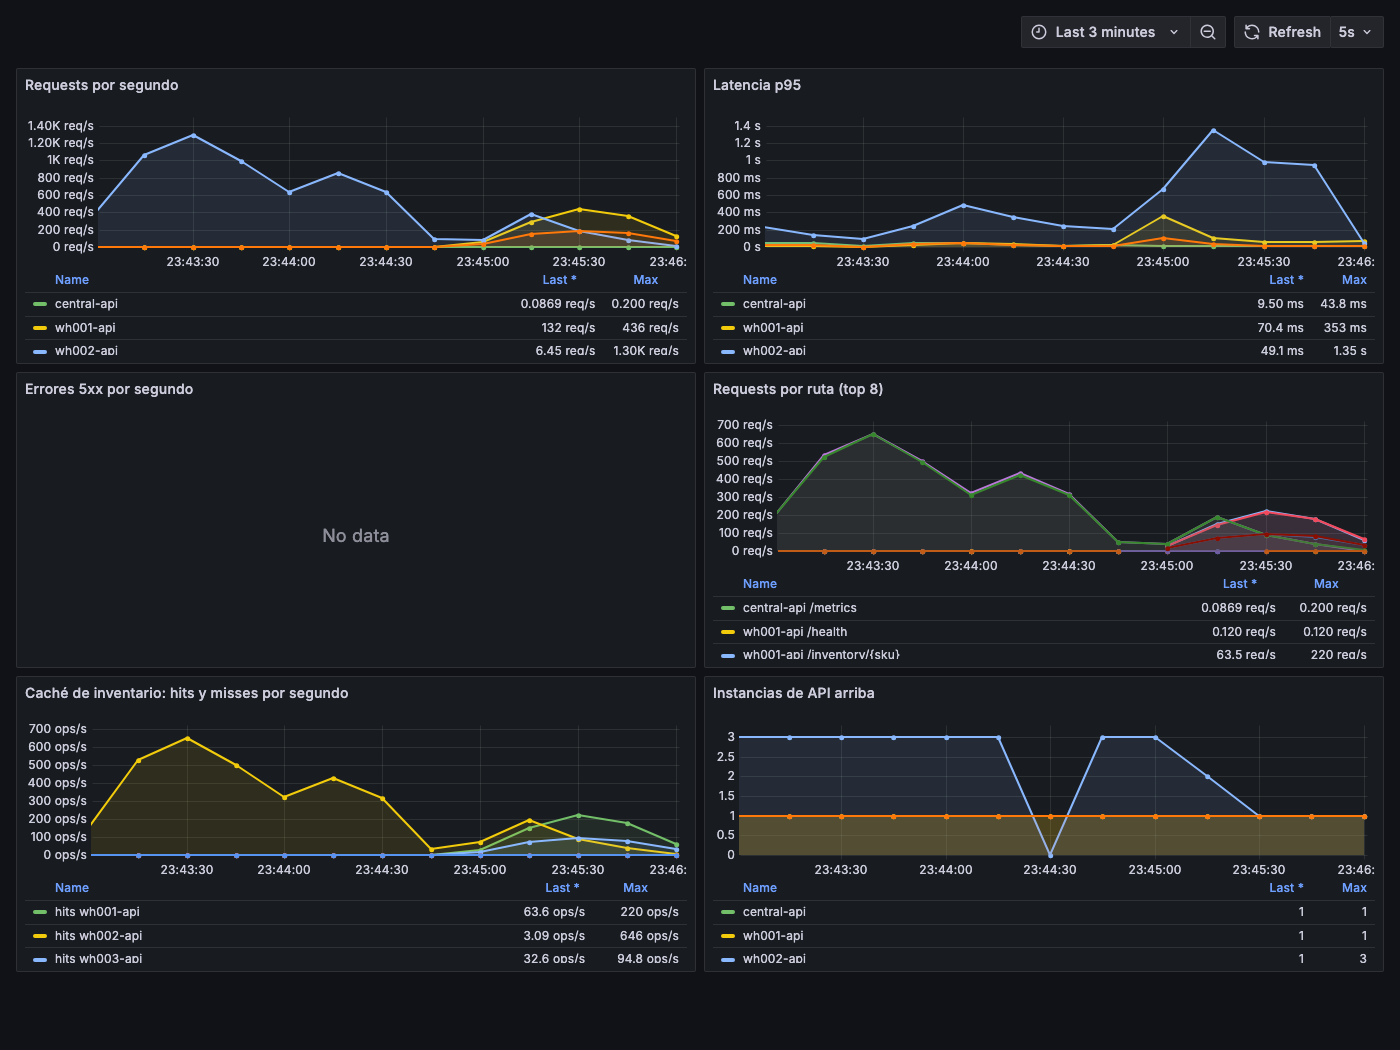 Last 3 minutes
Refresh 5s
Requests por segundo
1.40K req/s
1.20K req/s
1K req/s
800 req/s
600 req/s
400 req/s
200 req/s
0 req/s
23:43:30 23:44:00 23:44:30 23:45:00 23:45:30 23:46:
Name Last * Max
central-api 0.0869 req/s 0.200 req/s
wh001-api 132 req/s 436 req/s
wh002-api 6.45 req/s 1.30K req/s
Latencia p95
1.4 s
1.2 s
1 s
800 ms
600 ms
400 ms
200 ms
0 s
23:43:30 23:44:00 23:44:30 23:45:00 23:45:30 23:46:
Name Last * Max
central-api 9.50 ms 43.8 ms
wh001-api 70.4 ms 353 ms
wh002-api 49.1 ms 1.35 s
Errores 5xx por segundo
No data
Requests por ruta (top 8)
700 req/s
600 req/s
500 req/s
400 req/s
300 req/s
200 req/s
100 req/s
0 req/s
23:43:30 23:44:00 23:44:30 23:45:00 23:45:30 23:46:
Name Last * Max
central-api /metrics 0.0869 req/s 0.200 req/s
wh001-api /health 0.120 req/s 0.120 req/s
wh001-api /inventory/{sku} 63.5 req/s 220 req/s
Caché de inventario: hits y misses por segundo
700 ops/s
600 ops/s
500 ops/s
400 ops/s
300 ops/s
200 ops/s
100 ops/s
0 ops/s
23:43:30 23:44:00 23:44:30 23:45:00 23:45:30 23:46:
Name Last * Max
hits wh001-api 63.6 ops/s 220 ops/s
hits wh002-api 3.09 ops/s 646 ops/s
hits wh003-api 32.6 ops/s 94.8 ops/s
Instancias de API arriba
3
2.5
2
1.5
1
0.5
0
23:43:30 23:44:00 23:44:30 23:45:00 23:45:30 23:46:
Name Last * Max
central-api 1 1
wh001-api 1 1
wh002-api 1 3